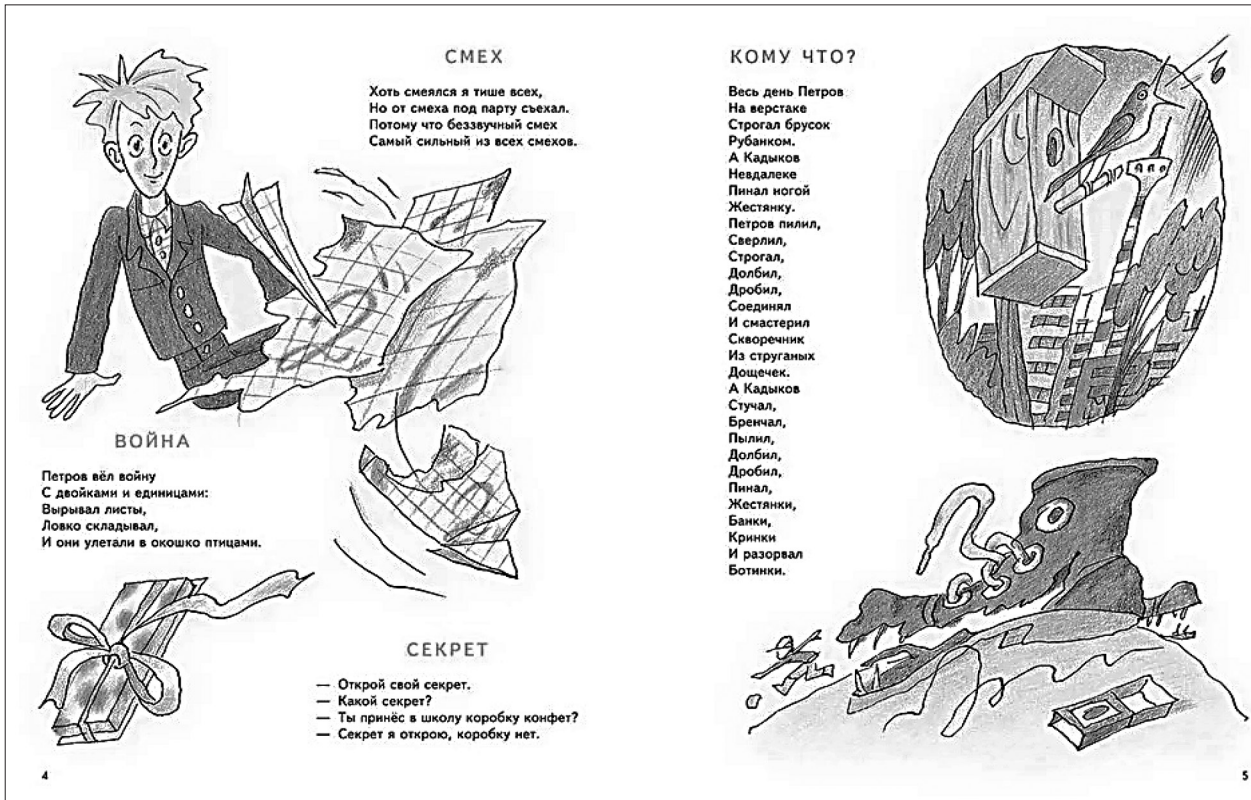 СМЕХ
Хоть смеялся я тише всех,
Но от смеха под парту съехал.
Потому что беззвучный смех
Самый сильный из всех смехов.
ВОЙНА
Петров вёл войну
С двойками и единицами:
Вырывал листы,
Ловко складывал,
И они улетали в окошко птицами.
СЕКРЕТ
— Открой свой секрет.
— Какой секрет?
— Ты принёс в школу коробку конфет?
— Секрет я открою, коробку нет.
4
КОМУ ЧТО?
Весь день Петров
На верстаке
Строгал брусок
Рубанком.
А Кадыков
Невдалеке
Пинал ногой
Жестянку.
Петров пилил,
Сверлил,
Строгал,
Долбил,
Дробил,
Соединял
И смастерил
Скворечник
Из струганых
Дощечек.
А Кадыков
Стучал,
Бренчал,
Пылил,
Долбил,
Дробил,
Пинал,
Жестянки,
Банки,
Кринки
И разорвал
Ботинки.
5